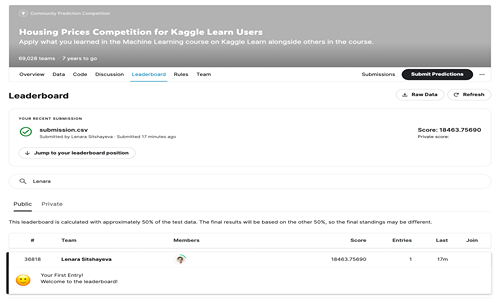 Community Prediction Competition
Housing Prices Competition for Kaggle Learn Users
Apply what you learned in the Machine Learning course on Kaggle Learn alongside others in the course.
69,028 teams · 7 years to go
Overview Data Code Discussion Leaderboard Rules Team Submissions Submit Predictions ...
Leaderboard Raw Data Refresh
YOUR RECENT SUBMISSION
submission.csv Score: 18463.75690
Submitted by Lenara Sitshayeva · Submitted 17 minutes ago Private score:
Jump to your leaderboard position
Lenara
Public Private
This leaderboard is calculated with approximately 50% of the test data. The final results will be based on the other 50%, so the final standings may be different.
# Team Members Score Entries Last Join
36818 Lenara Sitshayeva 18463.75690 1 17m
Your First Entry!
Welcome to the leaderboard!